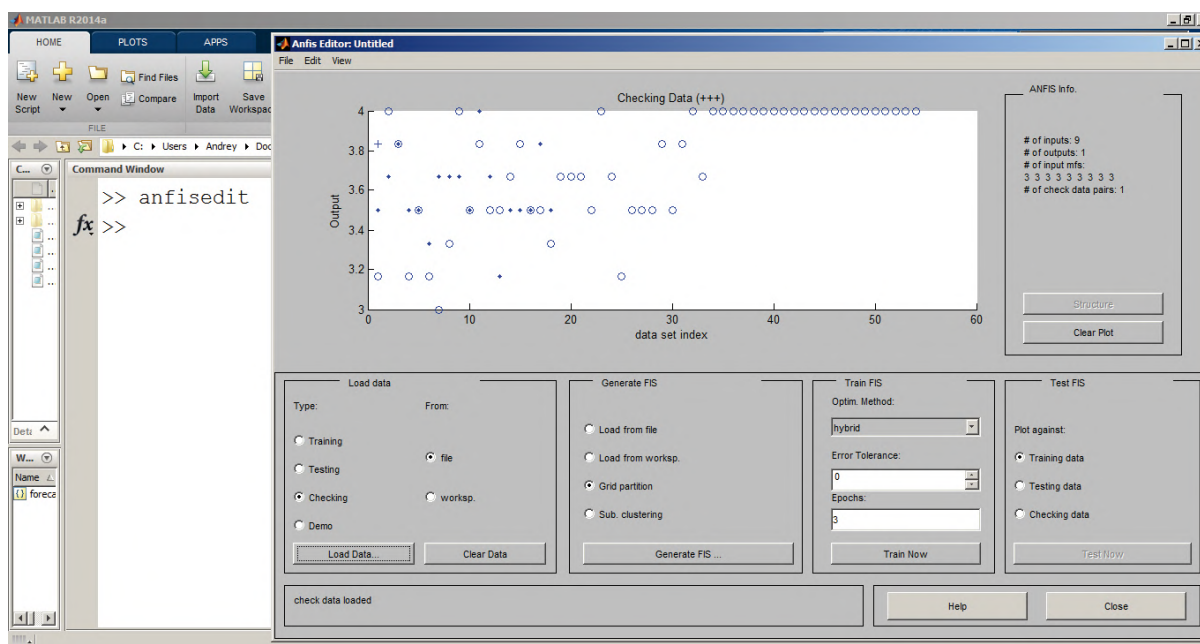 MATLAB R2014a
HOME PLOTS APPS
Anfis Editor: Untitled
File Edit View
New Script
New
Open
Find Files
Compare
Import Data
Save Workspac
FILE
C: Users Andrey Doc
C...
Command Window
>> anfisedit
fx >>
Deta
W...
Name
foreca
Checking Data (+++)
4
3.8
3.6
3.4
3.2
3
Output
0 10 20 30 40 50 60
data set index
ANFIS Info.
# of inputs: 9
# of outputs: 1
# of input mfs:
3 3 3 3 3 3 3 3 3
# of check data pairs: 1
Structure
Clear Plot
Load data
Type: From:
Training
Testing
Checking
Demo
file
worksp.
Load Data...
Clear Data
Generate FIS
Load from file
Load from worksp.
Grid partition
Sub. clustering
Generate FIS ...
Train FIS
Optim. Method:
hybrid
Error Tolerance:
0
Epochs:
3
Train Now
Test FIS
Plot against:
Training data
Testing data
Checking data
Test Now
check data loaded
Help
Close